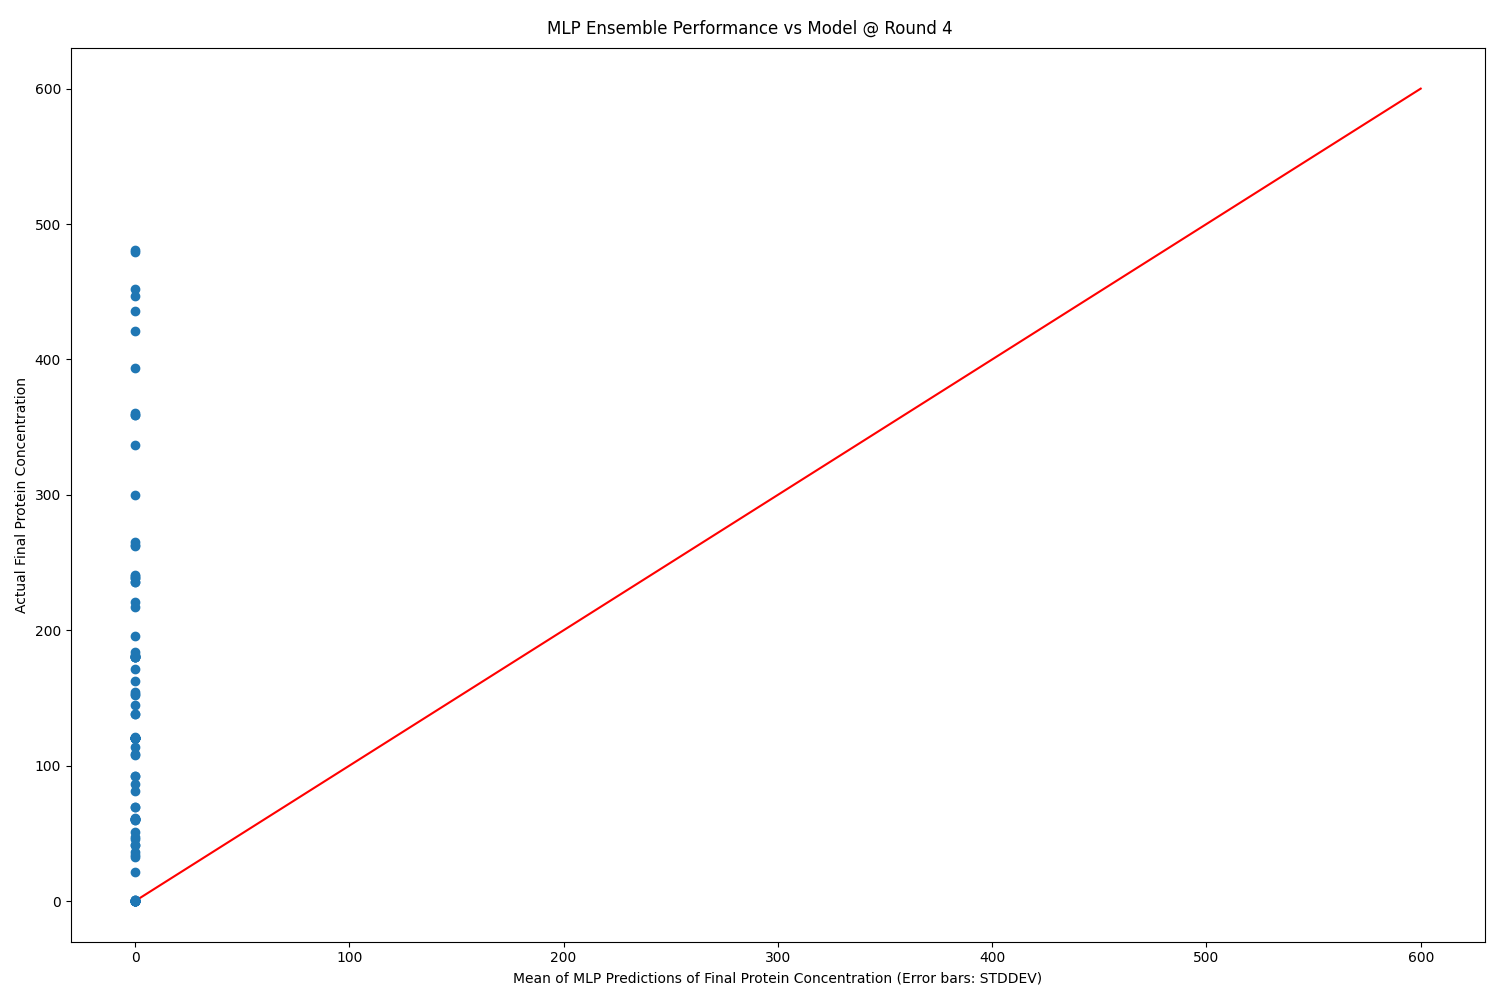 MLP Ensemble Performance vs Model @ Round 4
600
500
400
300
200
100
0
Actual Final Protein Concentration
0 100 200 300 400 500 600
Mean of MLP Predictions of Final Protein Concentration (Error bars: STDDEV)